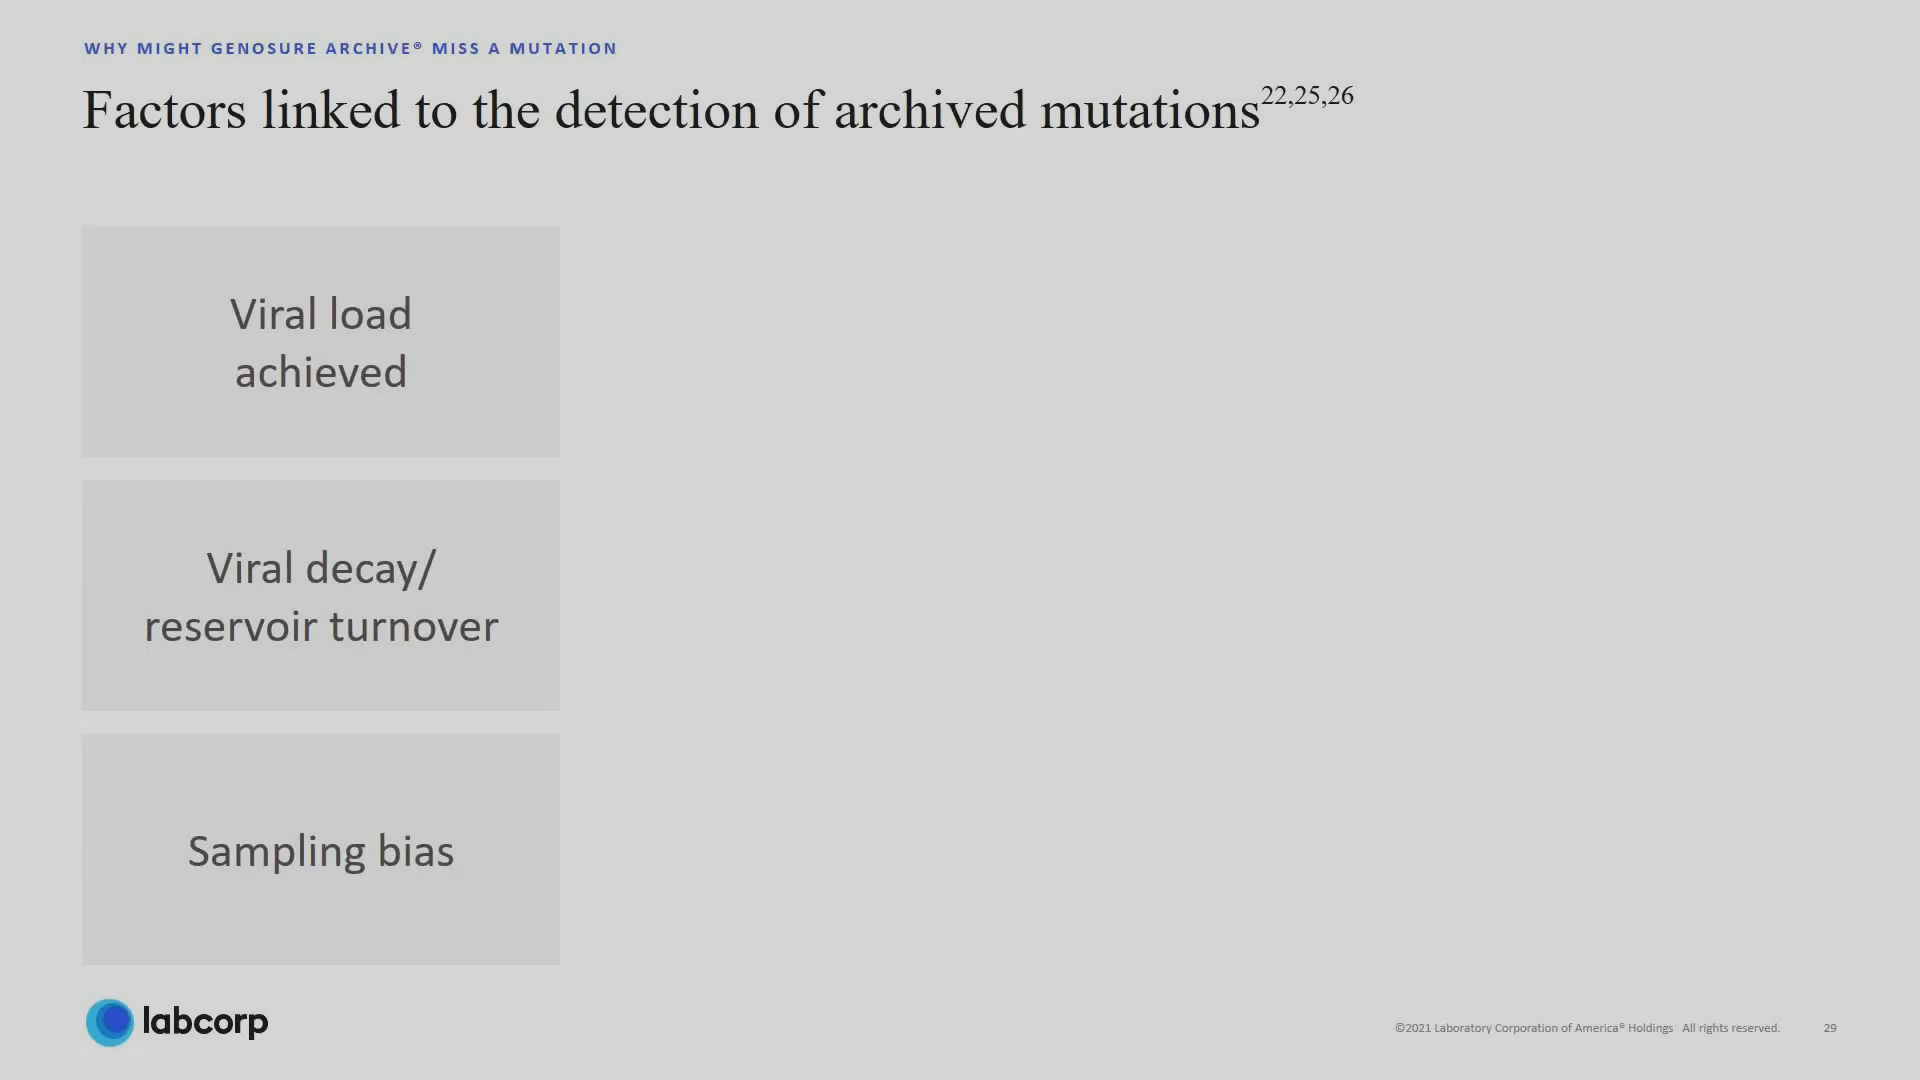 WHY MIGHT GENOSURE ARCHIVE® MISS A MUTATION
Factors linked to the detection of archived mutations22,25,26
Viral load
achieved
Viral decay/
reservoir turnover
Sampling bias
labcorp
©2021 Laboratory Corporation of America® Holdings All rights reserved. 29